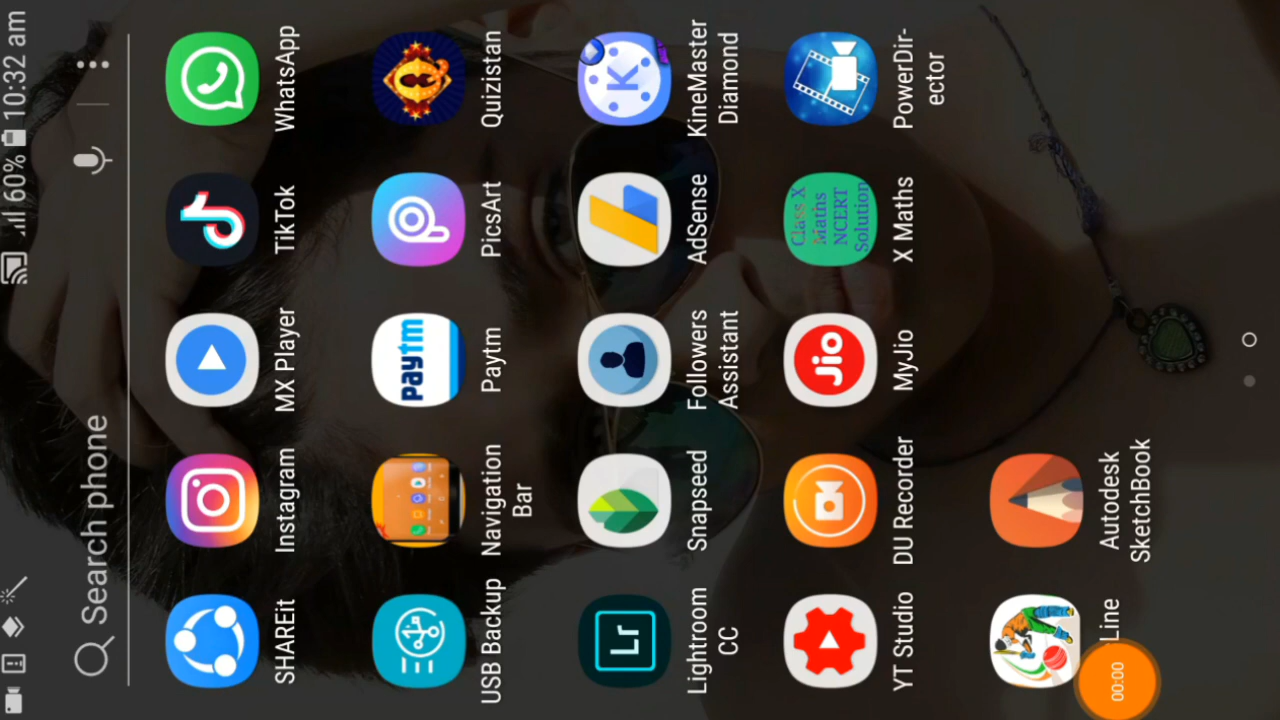 60% 10:32 am
Search phone
SHAREit
Instagram
MX Player
TikTok
WhatsApp
USB Backup
Navigation
Bar
paytm
Paytm
PicsArt
Quizistan
Lr
Lightroom
CC
Snapseed
Followers
Assistant
AdSense
K
KineMaster
Diamond
YT Studio
DU Recorder
Jio
MyJio
Class X
Maths
NCERT
Solution
X Maths
PowerDir-
ector
Line
Autodesk
SketchBook
00:00